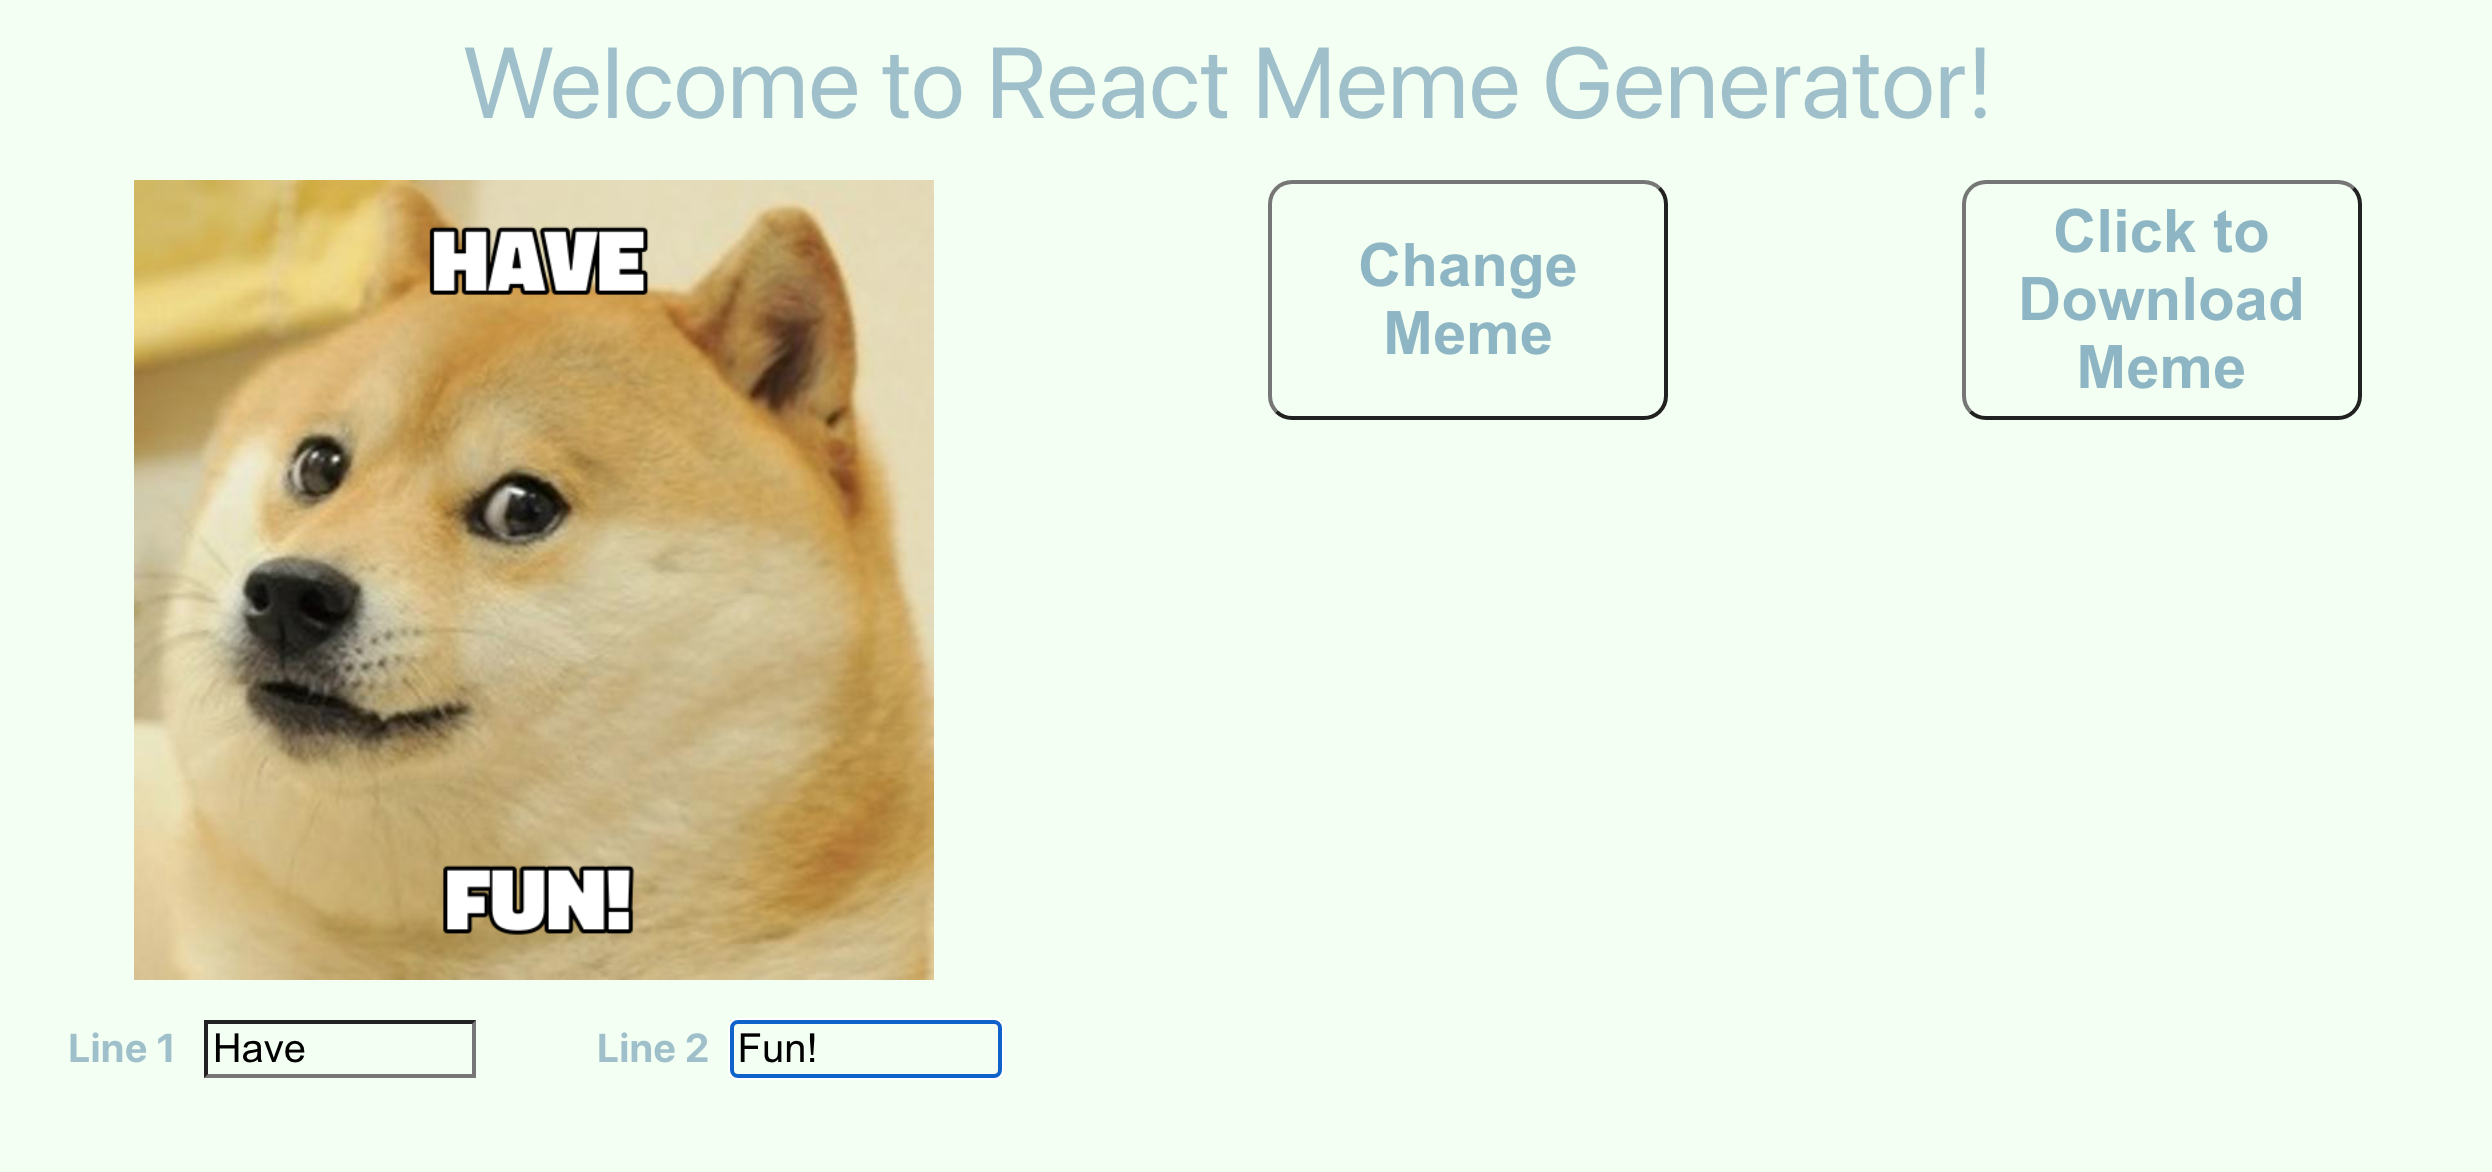 Welcome to React Meme Generator!
HAVE
FUN!
Change
Meme
Click to
Download
Meme
Line 1 Have
Line 2 Fun!